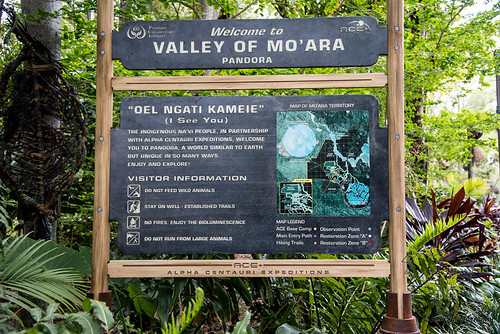 Welcome to
VALLEY OF MO'ARA
PANDORA
ACE
"OEL NGATI KAMEIE"
(I See You)
THE INDIGENOUS NA'VI PEOPLE, IN PARTNERSHIP
WITH ALPHA CENTAURI EXPEDITIONS, WELCOME
YOU TO PANDORA, A WORLD SIMILAR TO EARTH
BUT UNIQUE IN SO MANY WAYS.
ENJOY AND EXPLORE!
VISITOR INFORMATION
DO NOT FEED WILD ANIMALS
STAY ON WELL - ESTABLISHED TRAILS
NO FIRES. ENJOY THE BIOLUMINESCENCE
DO NOT RUN FROM LARGE ANIMALS
MAP OF MO'ARA TERRITORY
MAP LEGEND
ACE Base Camp Observation Point
Main Entry Path Restoration Zone "A"
Hiking Trails Restoration Zone "B"
ACE
ALPHA CENTAURI EXPEDITIONS